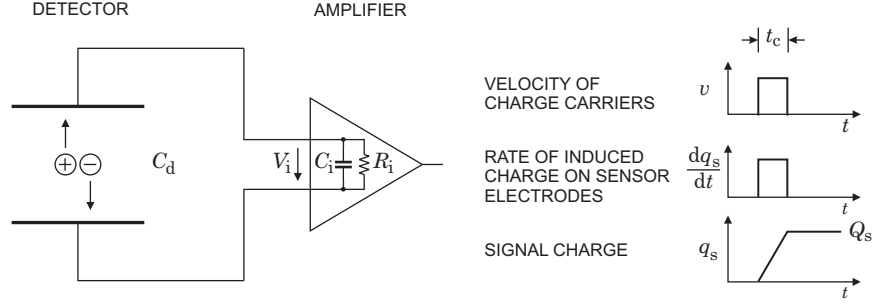 DETECTOR
AMPLIFIER
C_d
V_i
C_i
R_i
t_c
VELOCITY OF
CHARGE CARRIERS
v
t
RATE OF INDUCED
CHARGE ON SENSOR
ELECTRODES
dq_s
dt
t
SIGNAL CHARGE
q_s
Q_s
t